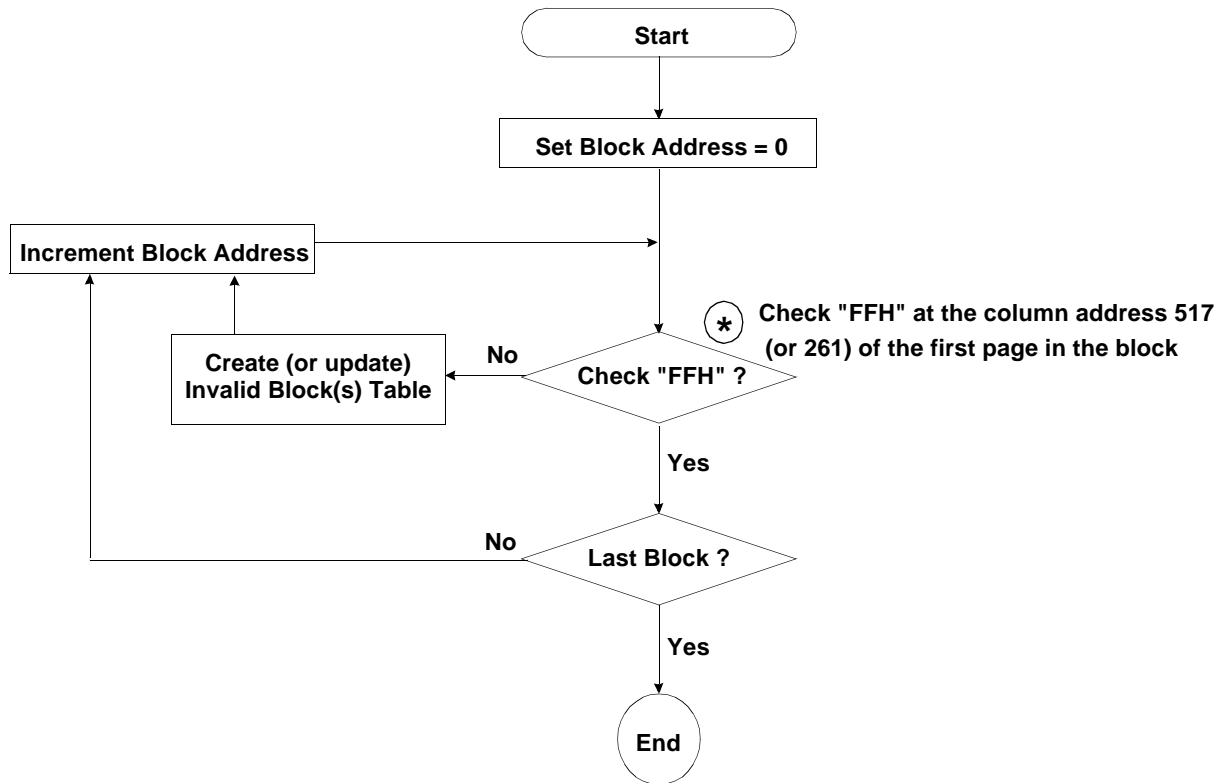 Start
Set Block Address = 0
Increment Block Address
*
Check "FFH" at the column address 517
(or 261) of the first page in the block
No
Create (or update)
Invalid Block(s) Table
Check "FFH" ?
Yes
No
Last Block ?
Yes
End